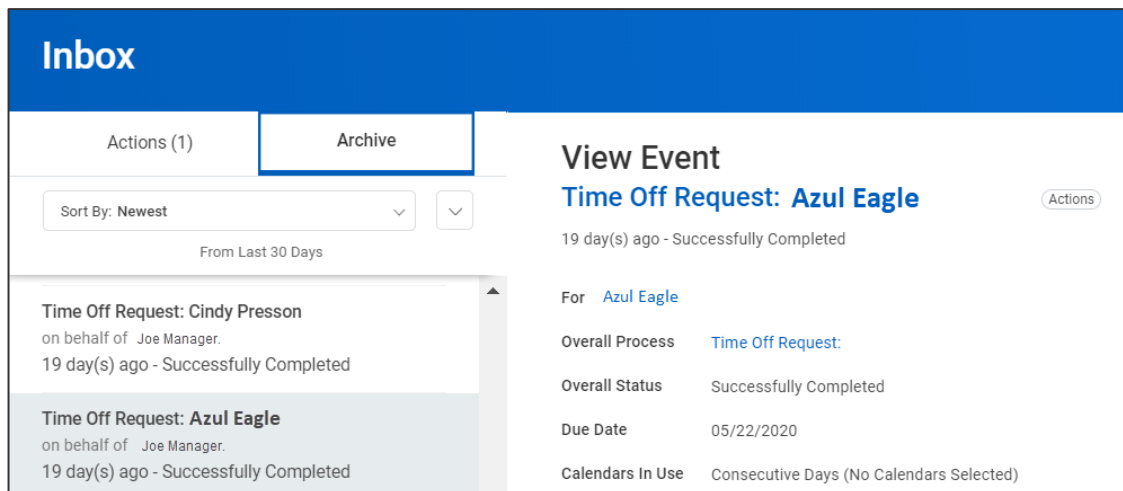 Inbox
Actions (1)
Archive
Sort By: Newest
From Last 30 Days
Time Off Request: Cindy Presson
on behalf of Joe Manager.
19 day(s) ago - Successfully Completed
Time Off Request: Azul Eagle
on behalf of Joe Manager.
19 day(s) ago - Successfully Completed
View Event
Time Off Request: Azul Eagle
Actions
19 day(s) ago - Successfully Completed
For Azul Eagle
Overall Process Time Off Request:
Overall Status Successfully Completed
Due Date 05/22/2020
Calendars In Use Consecutive Days (No Calendars Selected)